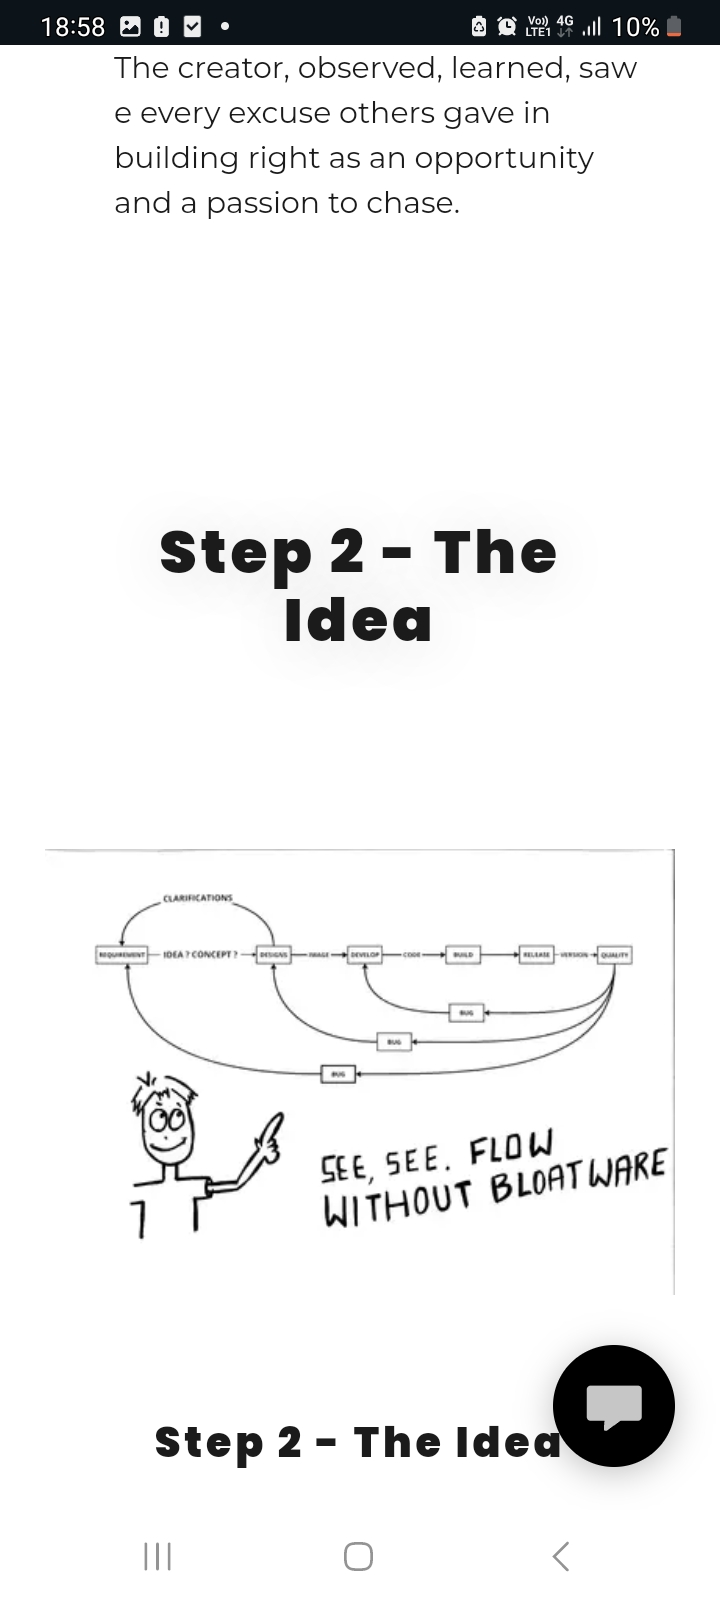 18:58 Vo)) 4G LTE1 10%
The creator, observed, learned, saw
e every excuse others gave in
building right as an opportunity
and a passion to chase.
Step 2 - The
Idea
CLARIFICATIONS
REQUIREMENT IDEA ? CONCEPT ? DESIGNS IMAGE DEVELOP CODE BUILD RELEASE VERSION QUALITY
BUG
BUG
BUG
SEE, SEE. FLOW
WITHOUT BLOATWARE
Step 2 - The Idea